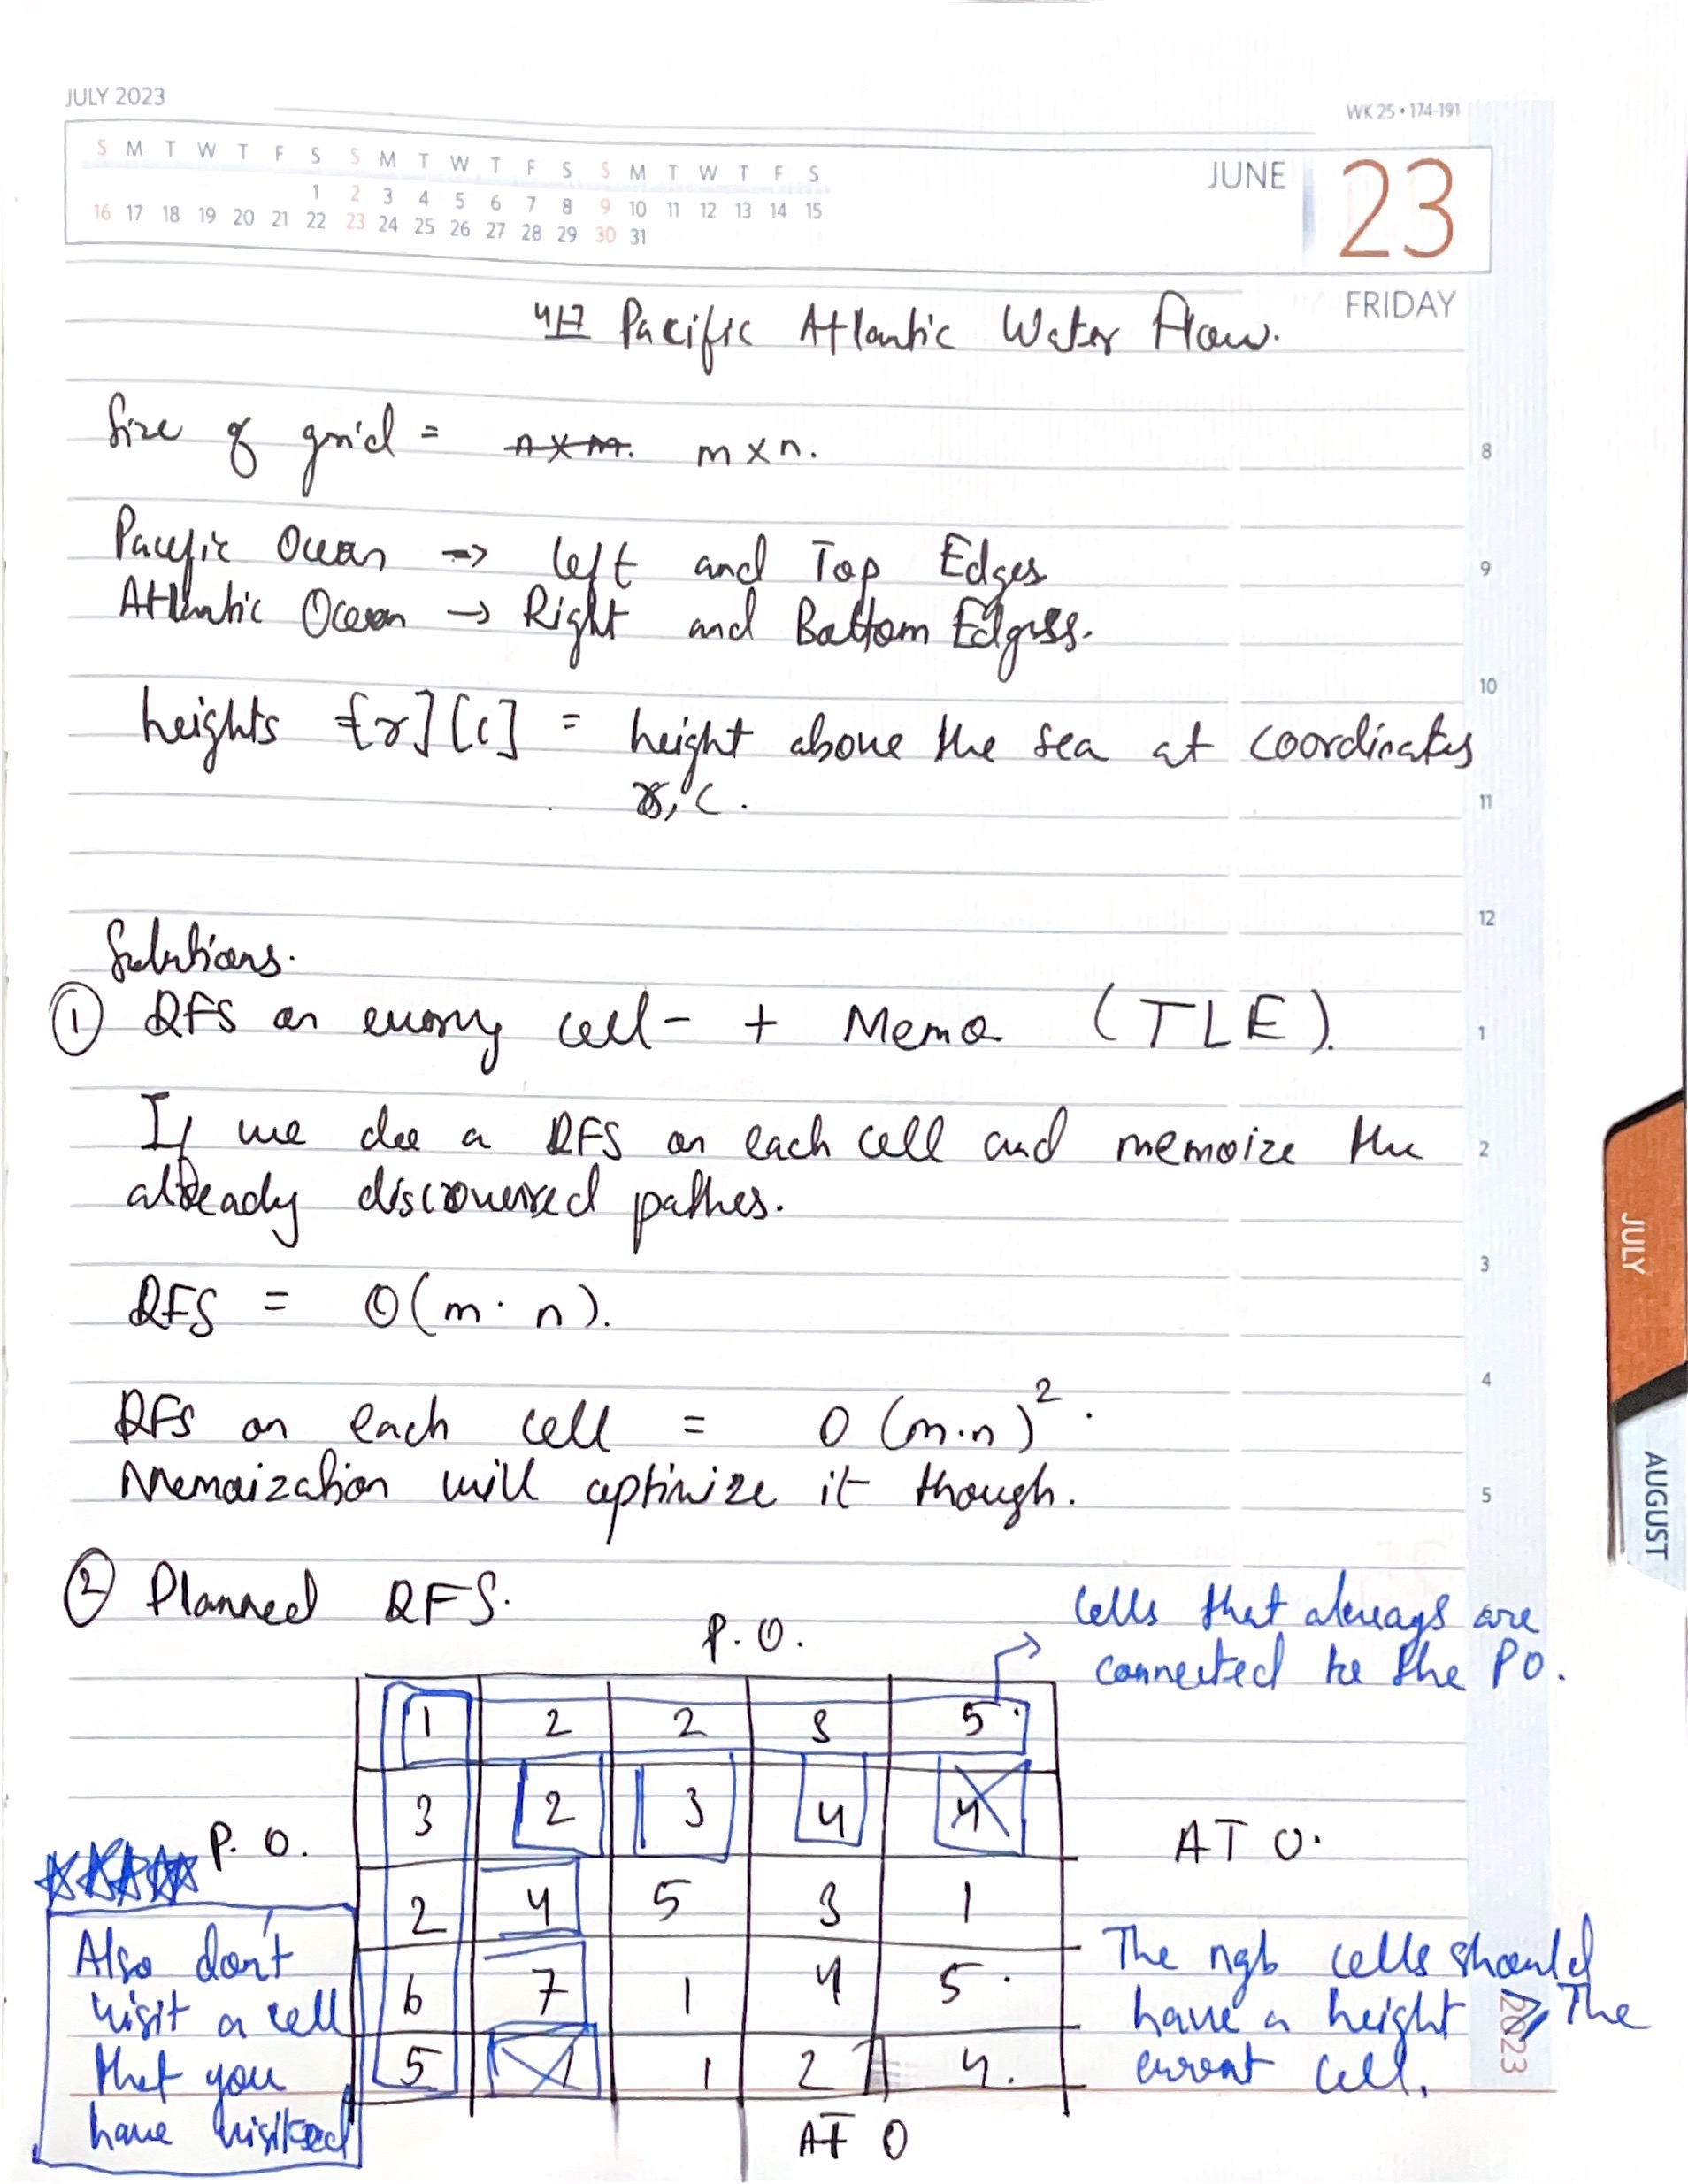 JULY 2023
WK 25 • 174-191
S M T W T F S S M T W T F S S M T W T F S
1 2 3 4 5 6 7 8 9 10 11 12 13 14 15
16 17 18 19 20 21 22 23 24 25 26 27 28 29 30 31
JUNE 23
FRIDAY
417 Pacific Atlantic Water Flow.
Size of grid = n x m. m x n.
8
Pacific Ocean -> left and Top Edges
9
Atlantic Ocean -> Right and Bottom Edgess.
10
heights [r][c] = height above the sea at coordinates
r, c.
11
12
Solutions.
① DFS on every cell - + Memo (TLE).
1
If we do a DFS on each cell and memoize the
2
already discovered pathes.
3
DFS = O(m · n).
4
DFS on each cell = O (m.n)².
Memoization will optimize it though.
5
② Planned DFS.
P. O.
cells that always are
connected to the PO.
1 2 2 3 5
3 2 3 4 4
P. O.
AT O.
2 4 5 3 1
6 7 1 4 5
5 1 1 2 4
Also don't
visit a cell
that you
have visited
The ngb cells should
have a height ⩾ The
current cell.
AT O
2023
JULY
AUGUST